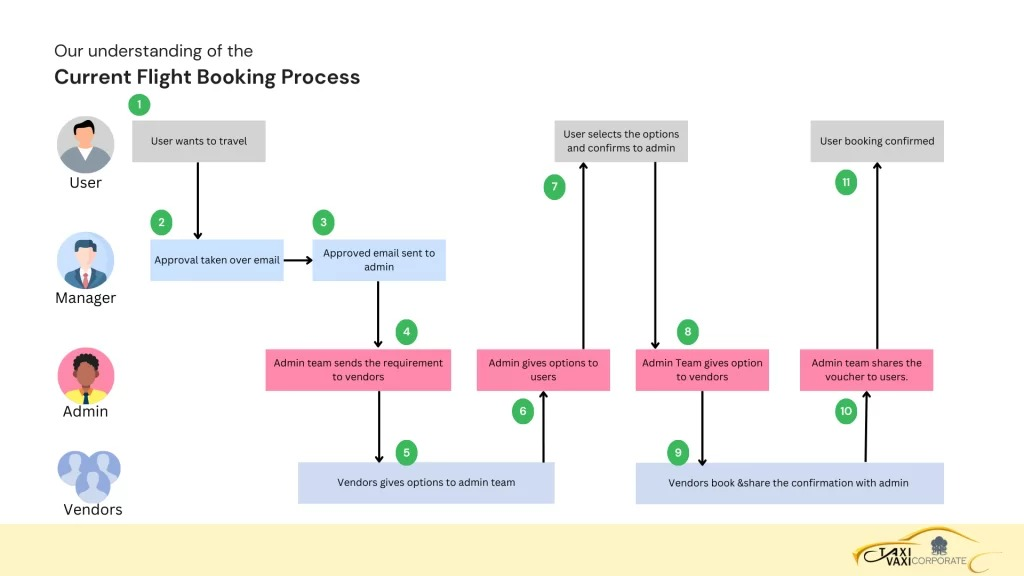 Our understanding of the
Current Flight Booking Process
1
User wants to travel
User
2
Approval taken over email
3
Approved email sent to
admin
Manager
4
Admin team sends the requirement
to vendors
Admin
5
Vendors gives options to admin team
Vendors
6
Admin gives options to
users
7
User selects the options
and confirms to admin
8
Admin Team gives option
to vendors
9
Vendors book &share the confirmation with admin
10
Admin team shares the
voucher to users.
11
User booking confirmed
TAXI
VAXI CORPORATE